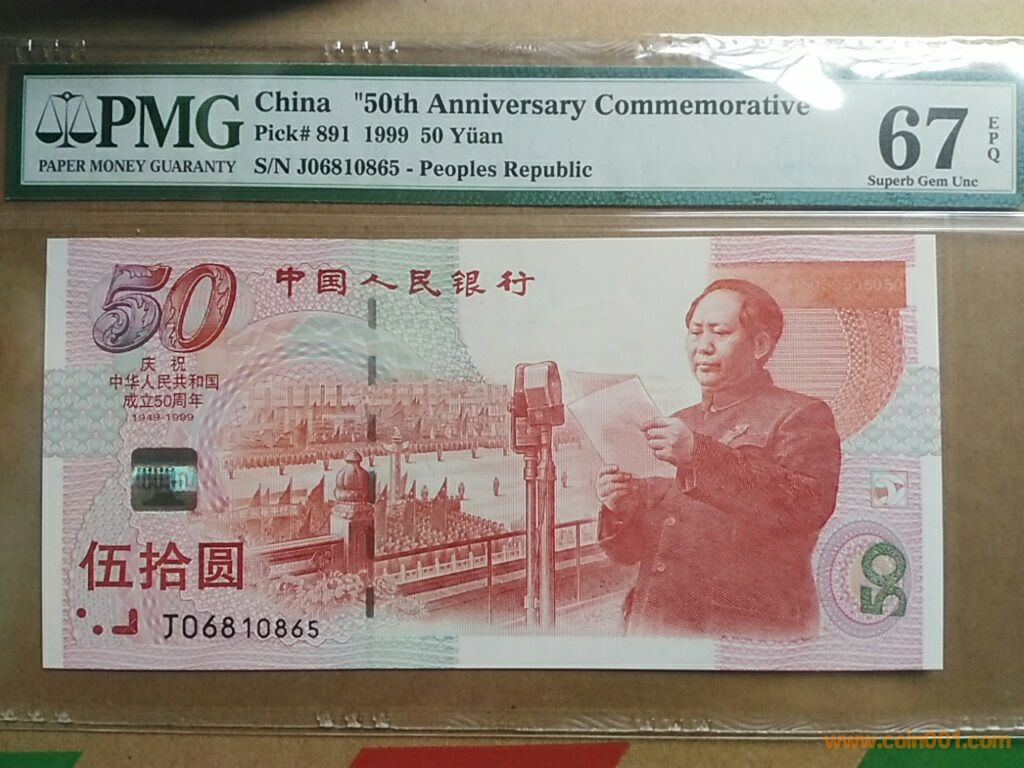 PMG
PAPER MONEY GUARANTY
China "50th Anniversary Commemorative
Pick# 891 1999 50 Yüan
S/N J06810865 - Peoples Republic
67
EPQ
Superb Gem Unc
50
中国人民银行
庆祝
中华人民共和国
成立50周年
1949-1999
伍拾圆
J06810865
50
www.coin001.com